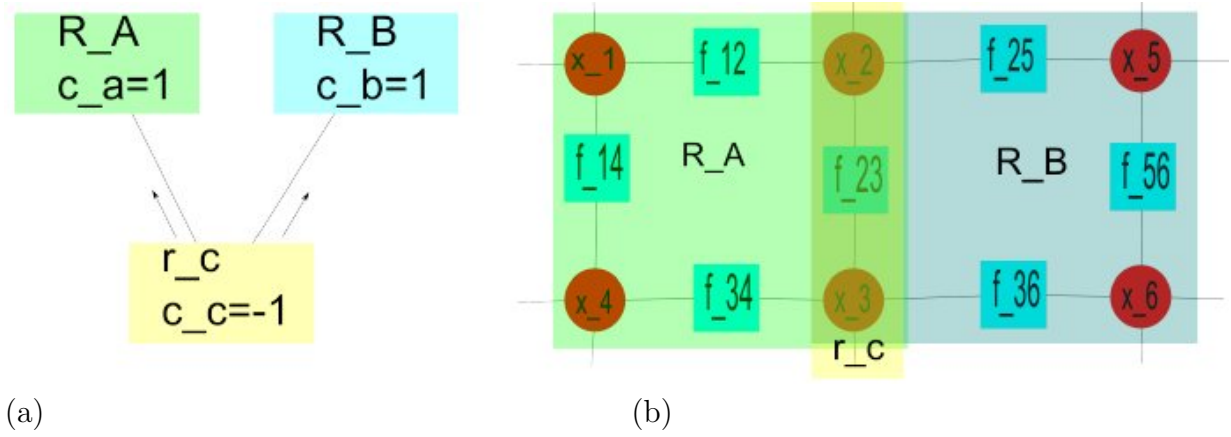 R_A
c_a=1
R_B
c_b=1
r_c
c_c=-1
x_1
f_12
x_2
f_25
x_5
f_14
R_A
f_23
R_B
f_56
x_4
f_34
x_3
f_36
x_6
r_c
(a)
(b)